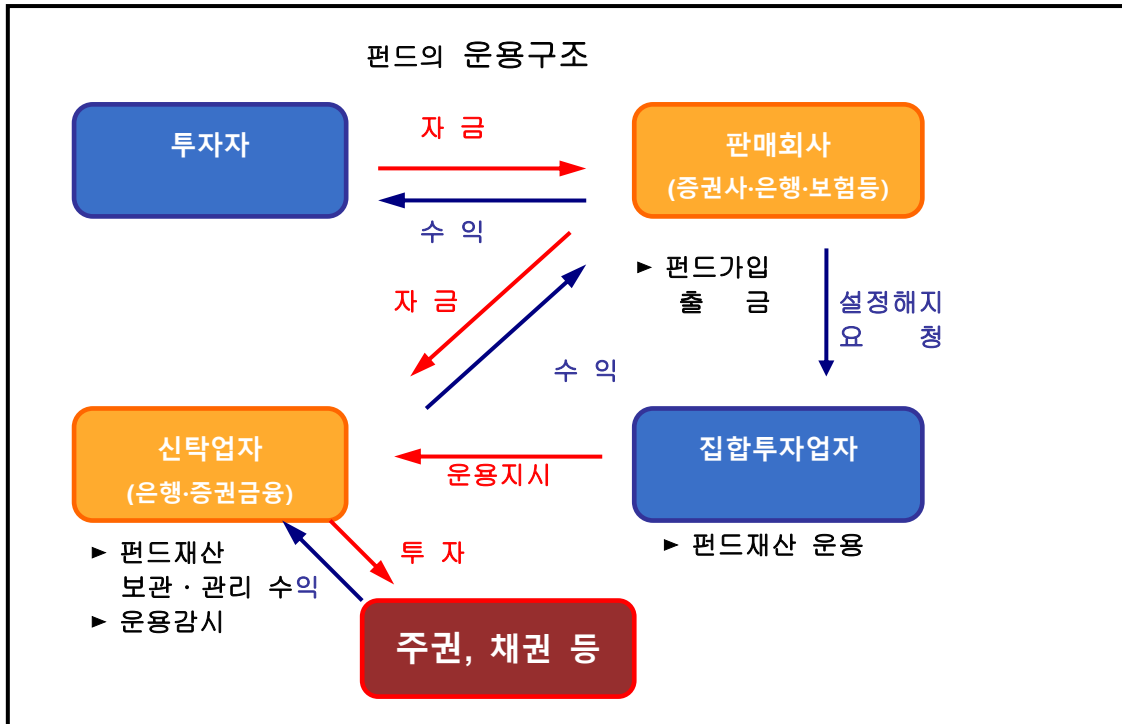 펀드의 운용구조
투자자
자 금
수 익
판매회사
(증권사·은행·보험등)
► 펀드가입
출 금
설정해지
요 청
자 금
수 익
신탁업자
(은행·증권금융)
운용지시
집합투자업자
► 펀드재산 운용
► 펀드재산
보관 · 관리 수익
► 운용감시
투 자
주권, 채권 등